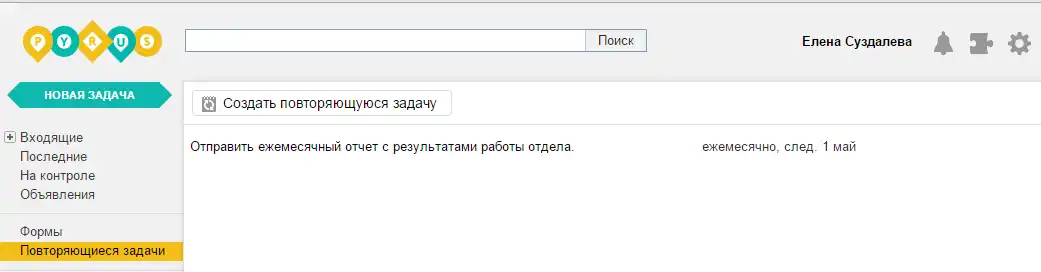 PYRUS
Поиск
Елена Суздалева
НОВАЯ ЗАДАЧА
Создать повторяющуюся задачу
Входящие
Последние
На контроле
Объявления
Отправить ежемесячный отчет с результатами работы отдела. ежемесячно, след. 1 май
Формы
Повторяющиеся задачи